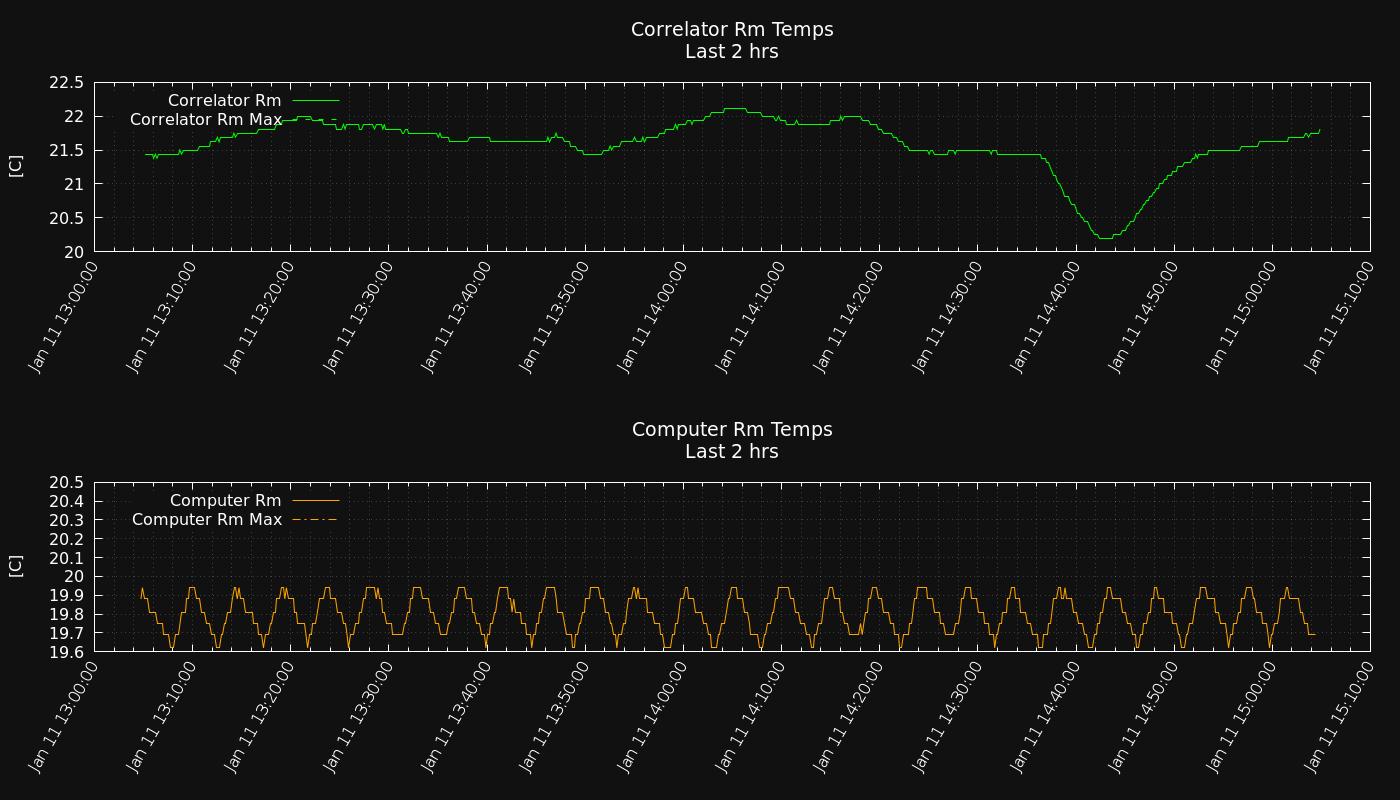 Correlator Rm Temps
Last 2 hrs
22.5
22
21.5
21
20.5
20
[C]
Correlator Rm
Correlator Rm Max
Jan 11 13:00:00
Jan 11 13:10:00
Jan 11 13:20:00
Jan 11 13:30:00
Jan 11 13:40:00
Jan 11 13:50:00
Jan 11 14:00:00
Jan 11 14:10:00
Jan 11 14:20:00
Jan 11 14:30:00
Jan 11 14:40:00
Jan 11 14:50:00
Jan 11 15:00:00
Jan 11 15:10:00
Computer Rm Temps
Last 2 hrs
20.5
20.4
20.3
20.2
20.1
20
19.9
19.8
19.7
19.6
[C]
Computer Rm
Computer Rm Max
Jan 11 13:00:00
Jan 11 13:10:00
Jan 11 13:20:00
Jan 11 13:30:00
Jan 11 13:40:00
Jan 11 13:50:00
Jan 11 14:00:00
Jan 11 14:10:00
Jan 11 14:20:00
Jan 11 14:30:00
Jan 11 14:40:00
Jan 11 14:50:00
Jan 11 15:00:00
Jan 11 15:10:00